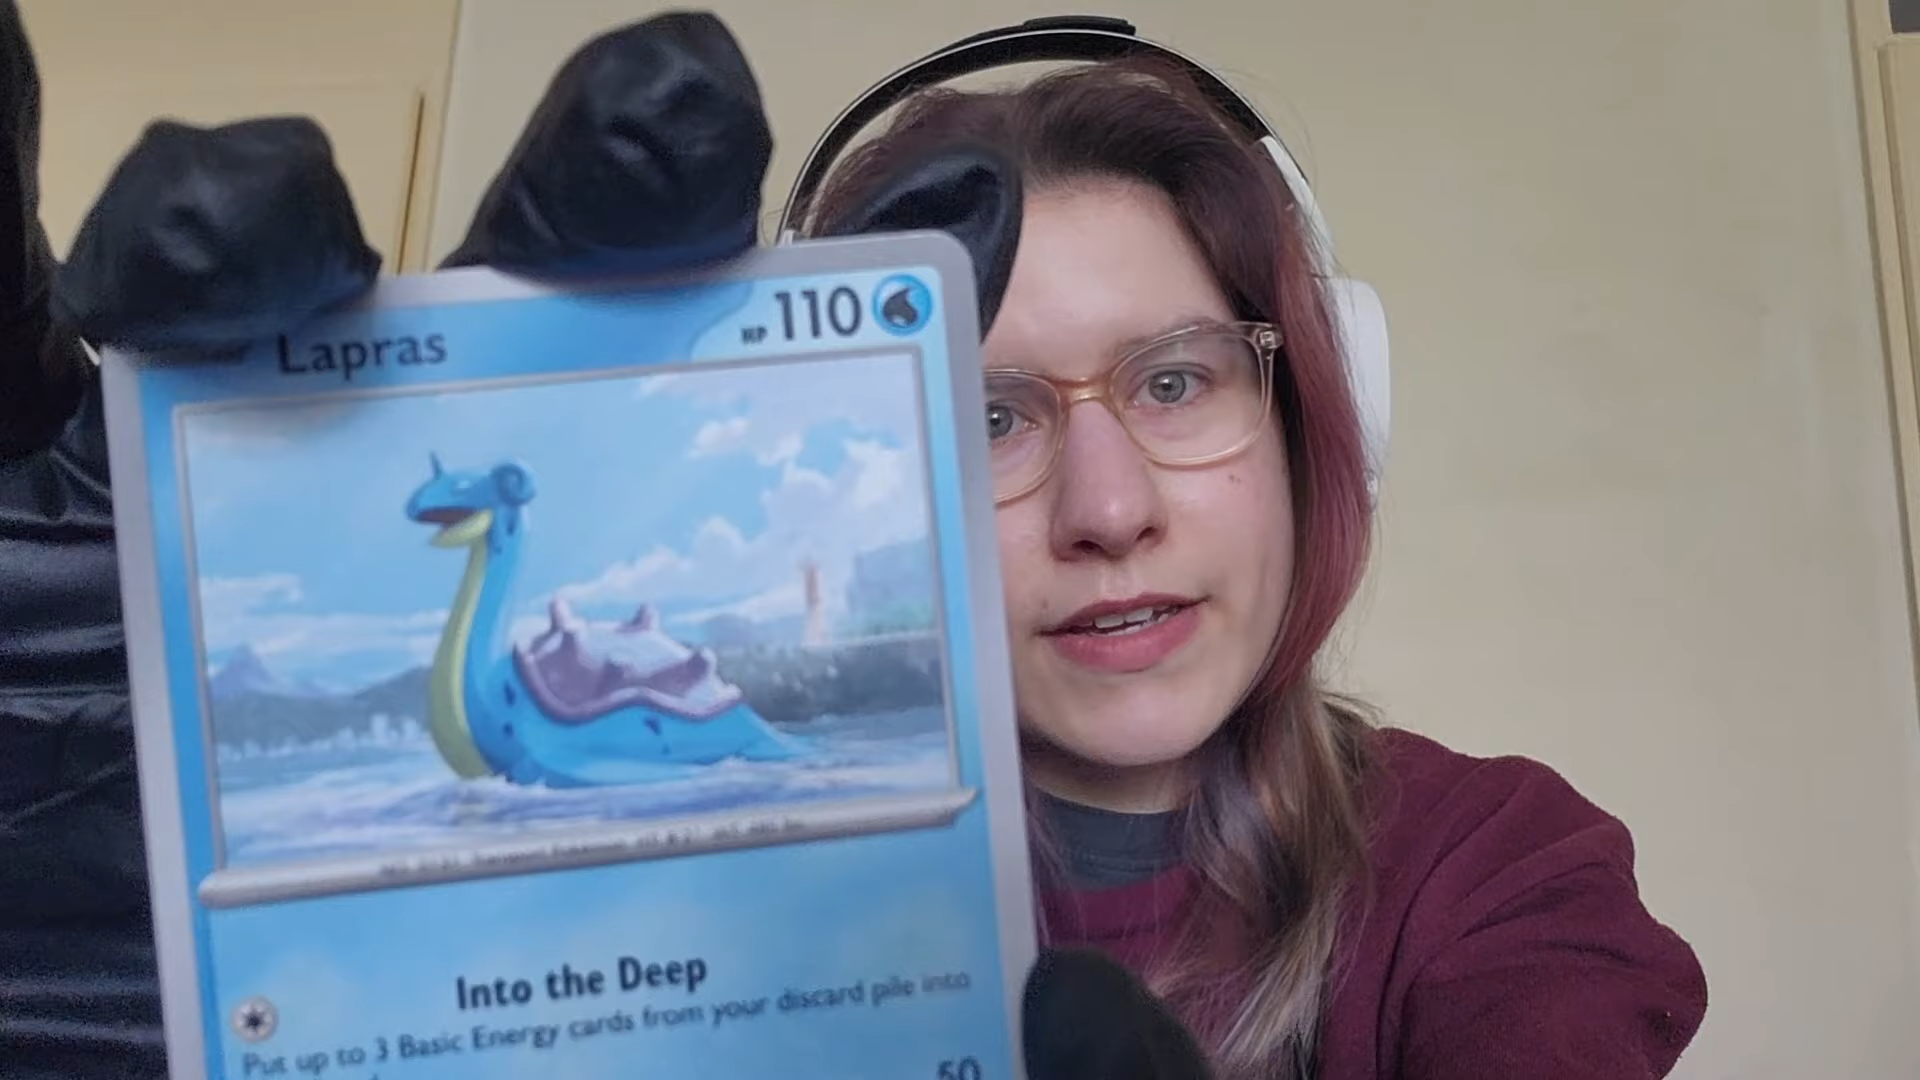 Lapras
HP 110
Into the Deep
Put up to 3 Basic Energy cards from your discard pile into
50